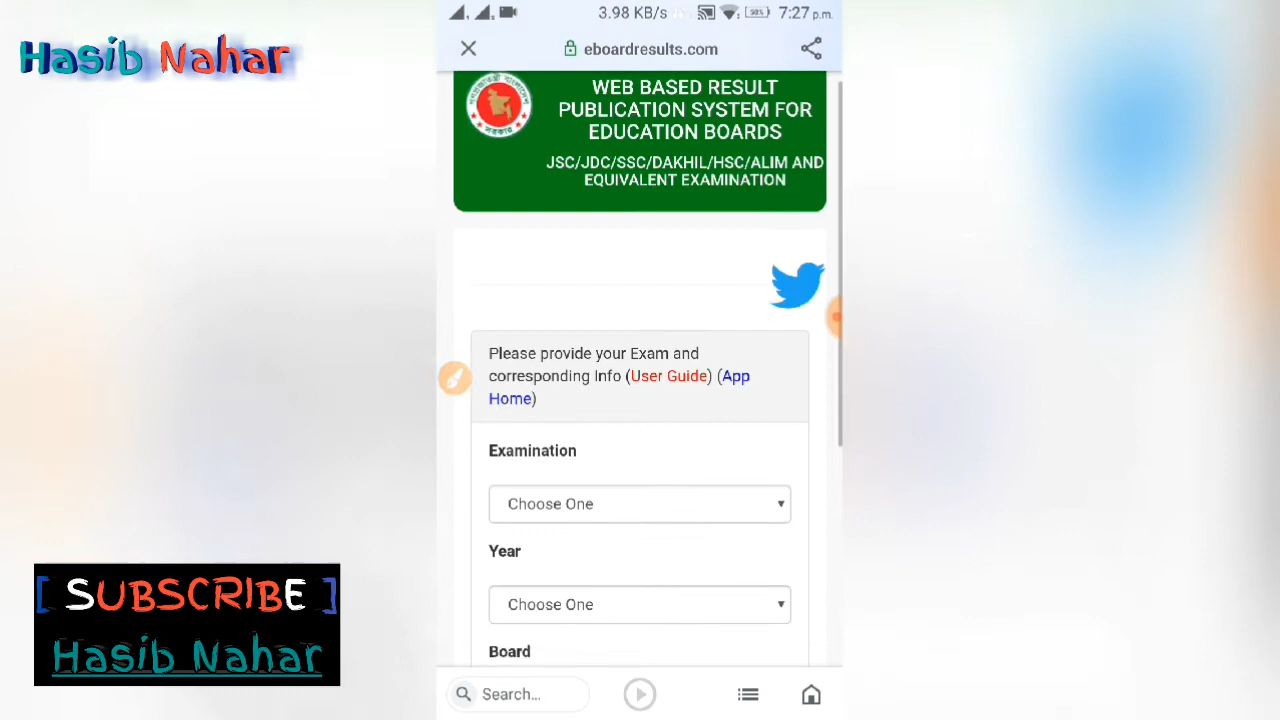 Hasib Nahar
3.98 KB/s
50%
7:27 p.m.
eboardresults.com
WEB BASED RESULT
PUBLICATION SYSTEM FOR
EDUCATION BOARDS
JSC/JDC/SSC/DAKHIL/HSC/ALIM AND
EQUIVALENT EXAMINATION
Please provide your Exam and
corresponding Info (User Guide) (App
Home)
Examination
Choose One
Year
Choose One
Board
Search...
[ SUBSCRIBE ]
Hasib Nahar